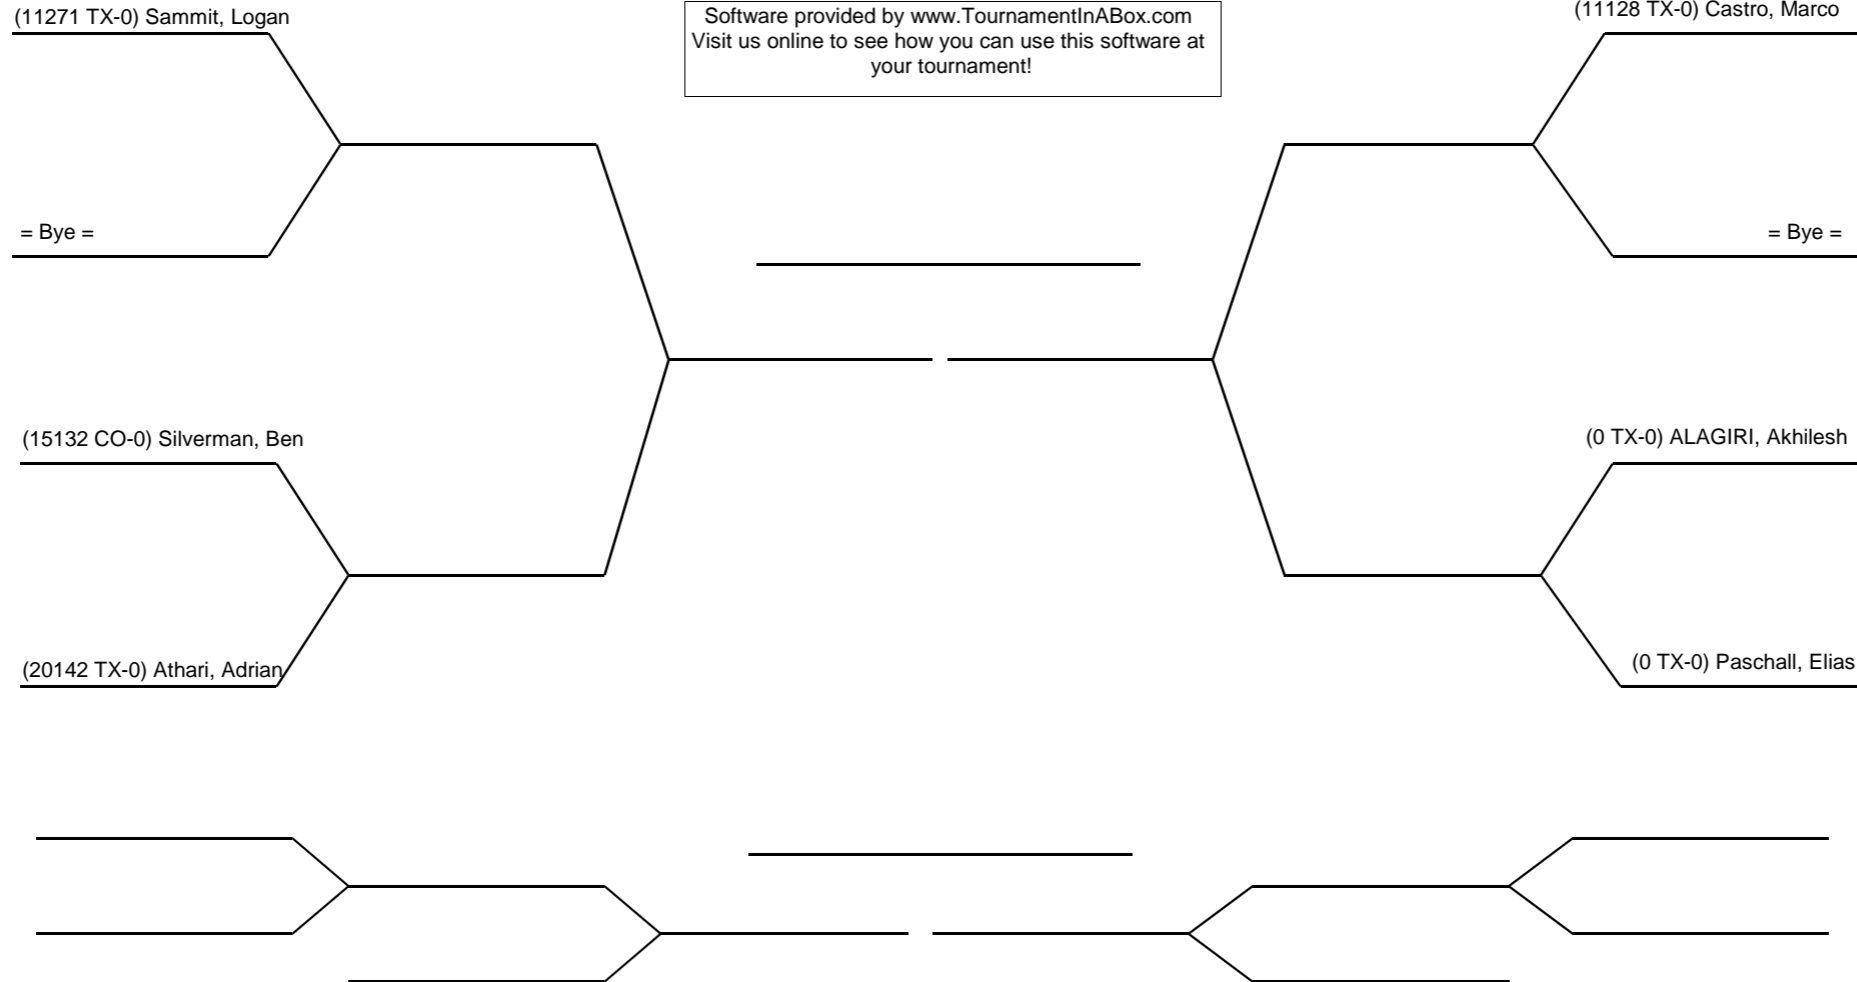 (11271 TX-0) Sammit, Logan
Software provided by www.TournamentInABox.com
Visit us online to see how you can use this software at
your tournament!
(11128 TX-0) Castro, Marco
= Bye =
= Bye =
(15132 CO-0) Silverman, Ben
(0 TX-0) ALAGIRI, Akhilesh
(20142 TX-0) Athari, Adrian
(0 TX-0) Paschall, Elias